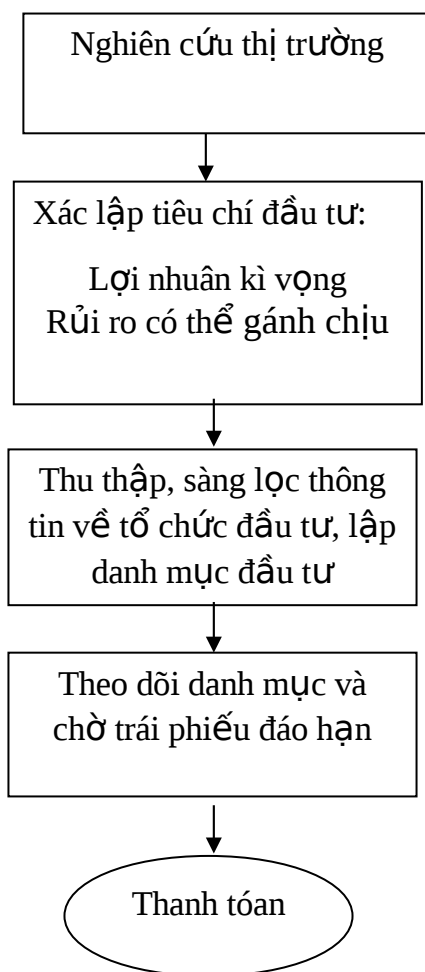 Nghiên cứu thị trường
Xác lập tiêu chí đầu tư:
Lợi nhuân kì vọng
Rủi ro có thể gánh chịu
Thu thập, sàng lọc thông
tin về tổ chức đầu tư, lập
danh mục đầu tư
Theo dõi danh mục và
chờ trái phiếu đáo hạn
Thanh tóan